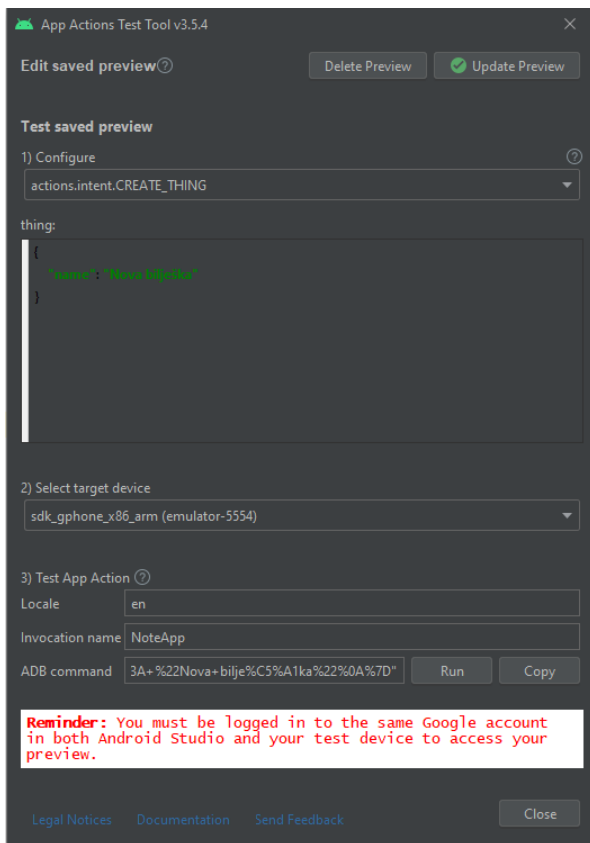 App Actions Test Tool v3.5.4
Edit saved preview
Delete Preview
Update Preview
Test saved preview
1) Configure
actions.intent.CREATE_THING
thing:
{
"name": "Nova bilješka"
}
2) Select target device
sdk_gphone_x86_arm (emulator-5554)
3) Test App Action
Locale
en
Invocation name
NoteApp
ADB command
3A+%22Nova+bilje%C5%A1ka%22%0A%7D"
Run
Copy
Reminder: You must be logged in to the same Google account
in both Android Studio and your test device to access your
preview.
Legal Notices
Documentation
Send Feedback
Close